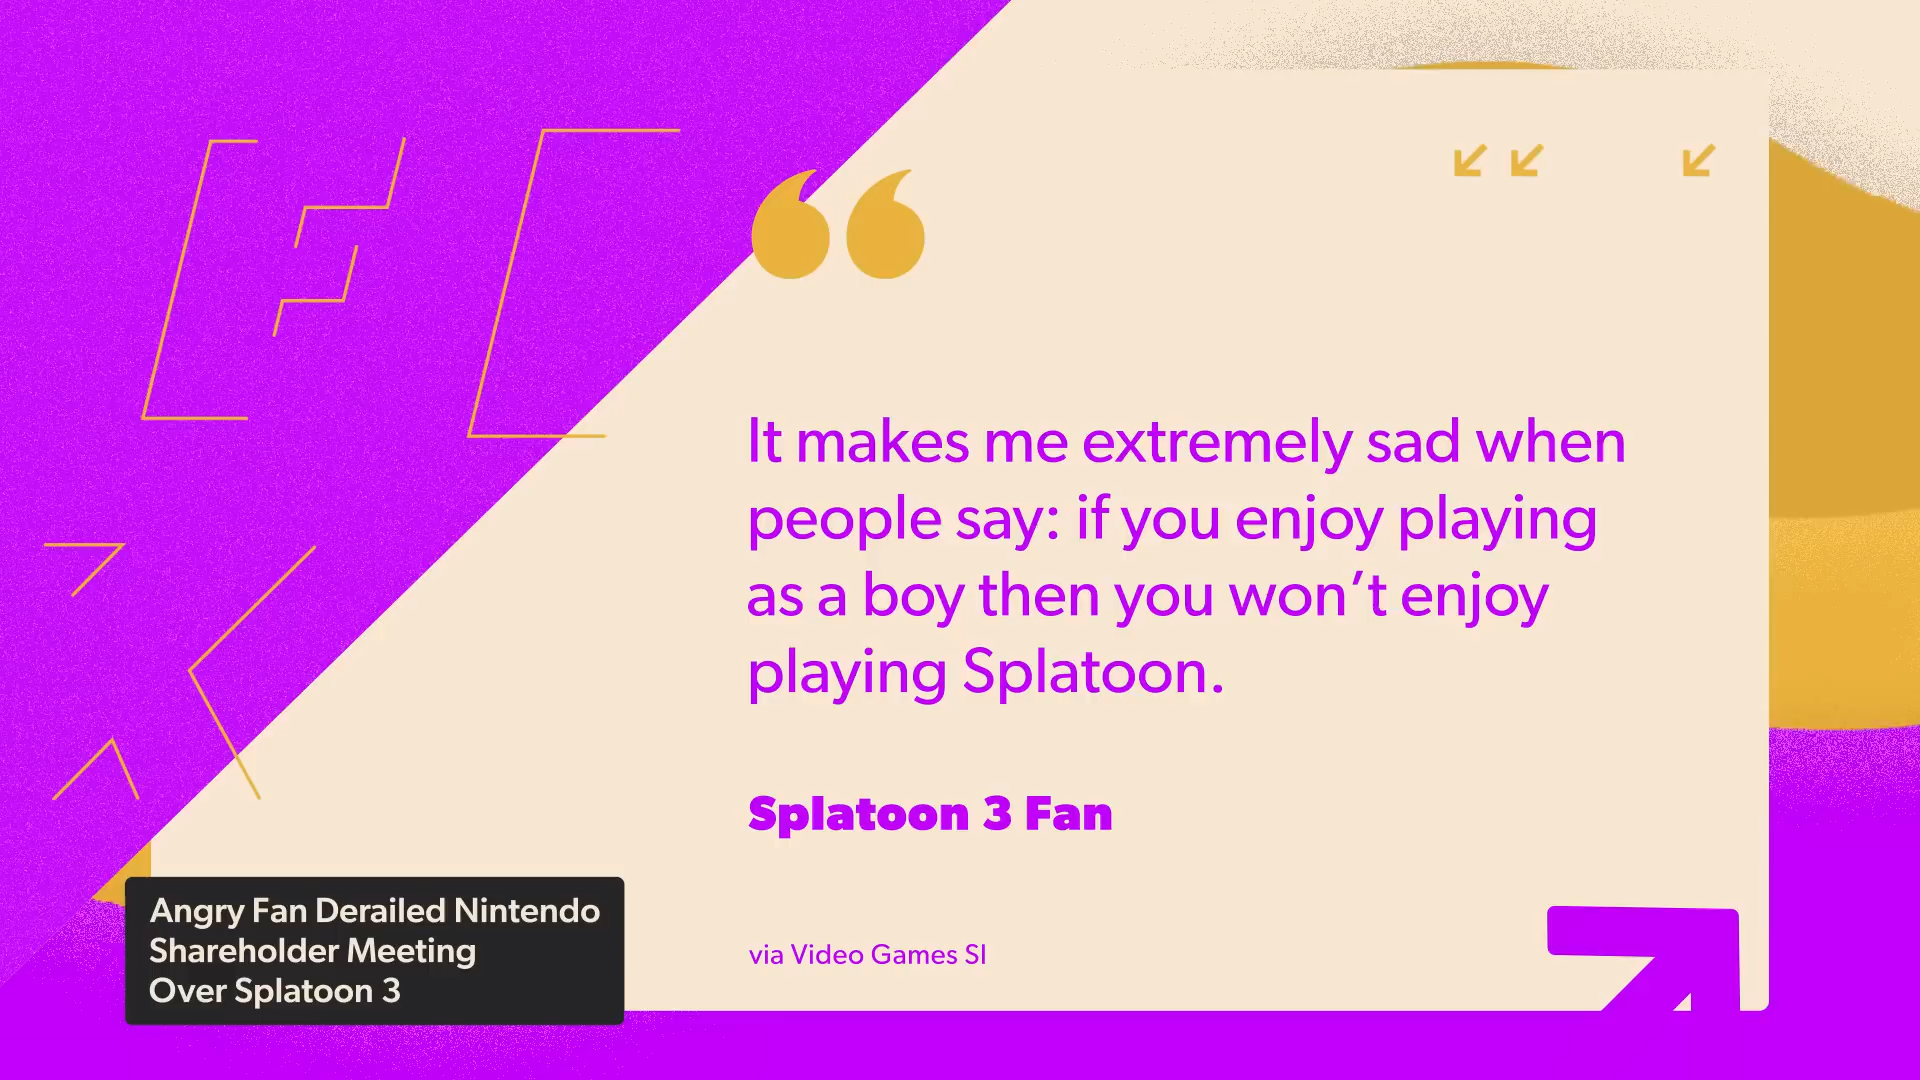 “
It makes me extremely sad when
people say: if you enjoy playing
as a boy then you won’t enjoy
playing Splatoon.
Splatoon 3 Fan
via Video Games SI
Angry Fan Derailed Nintendo
Shareholder Meeting
Over Splatoon 3